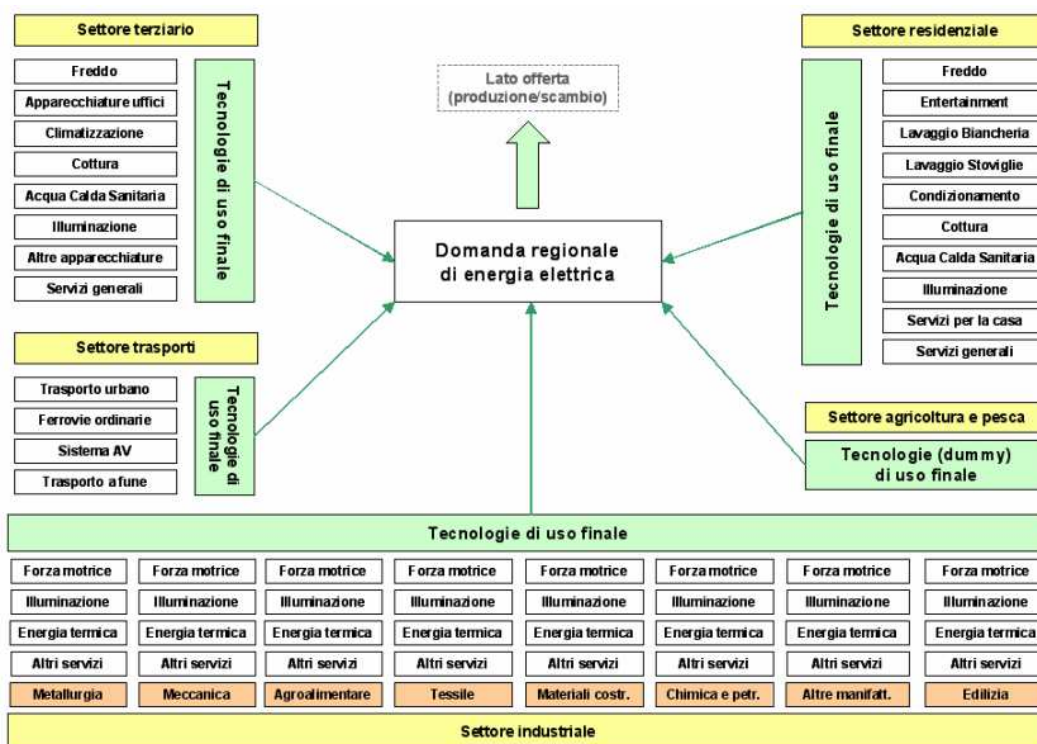 Settore terziario
Freddo
Apparecchiature uffici
Climatizzazione
Cottura
Acqua Calda Sanitaria
Illuminazione
Altre apparecchiature
Servizi generali
Tecnologie di uso finale
Lato offerta
(produzione/scambio)
Domanda regionale
di energia elettrica
Settore residenziale
Tecnologie di uso finale
Freddo
Entertainment
Lavaggio Biancheria
Lavaggio Stoviglie
Condizionamento
Cottura
Acqua Calda Sanitaria
Illuminazione
Servizi per la casa
Servizi generali
Settore trasporti
Trasporto urbano
Ferrovie ordinarie
Sistema AV
Trasporto a fune
Tecnologie di
uso finale
Settore agricoltura e pesca
Tecnologie (dummy)
di uso finale
Tecnologie di uso finale
Forza motrice Forza motrice Forza motrice Forza motrice Forza motrice Forza motrice Forza motrice Forza motrice
Illuminazione Illuminazione Illuminazione Illuminazione Illuminazione Illuminazione Illuminazione Illuminazione
Energia termica Energia termica Energia termica Energia termica Energia termica Energia termica Energia termica Energia termica
Altri servizi Altri servizi Altri servizi Altri servizi Altri servizi Altri servizi Altri servizi Altri servizi
Metallurgia Meccanica Agroalimentare Tessile Materiali costr. Chimica e petr. Altre manifatt. Edilizia
Settore industriale